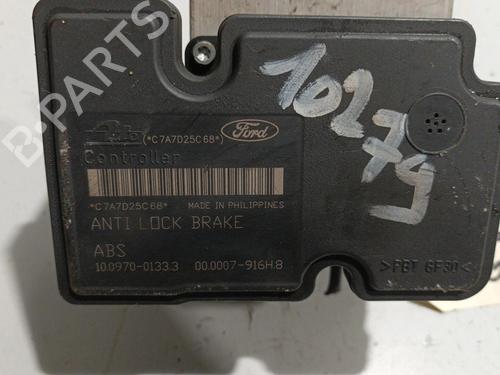 B-PARTS
Ate (*C7A7D25C68*) Ford
Controller
*C7A7D25C68* MADE IN PHILIPPINES
ANTI LOCK BRAKE
ABS
10.0970-0133.3 00.0007-916H.8
10279
>PBT GF30<